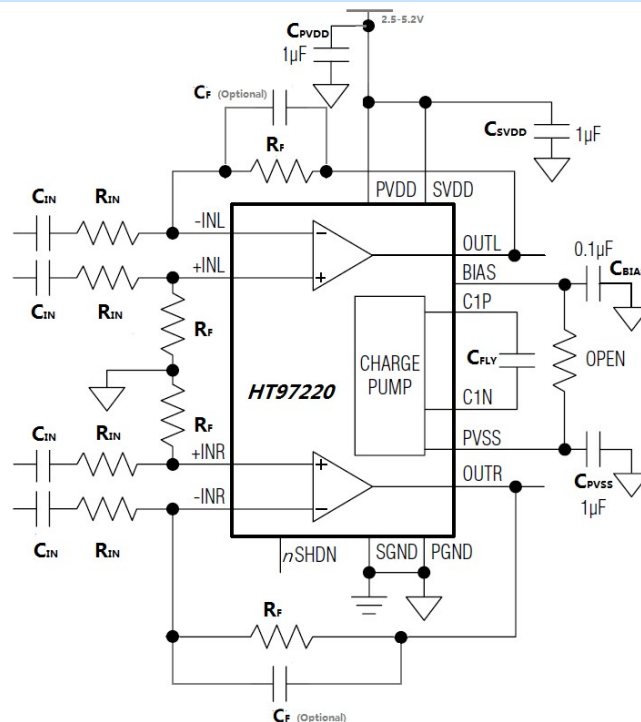 2.5-5.2V
CPVDD
1µF
CF (Optional)
RF
CSVDD
1µF
PVDD
SVDD
CIN
RIN
-INL
OUTL
+INL
BIAS
0.1µF
CBIA
CIN
RIN
C1P
RF
CHARGE
PUMP
CFLY
OPEN
HT97220
C1N
RF
CIN
RIN
+INR
PVSS
-INR
OUTR
CPVSS
1µF
CIN
RIN
nSHDN
SGND
PGND
RF
CF (Optional)